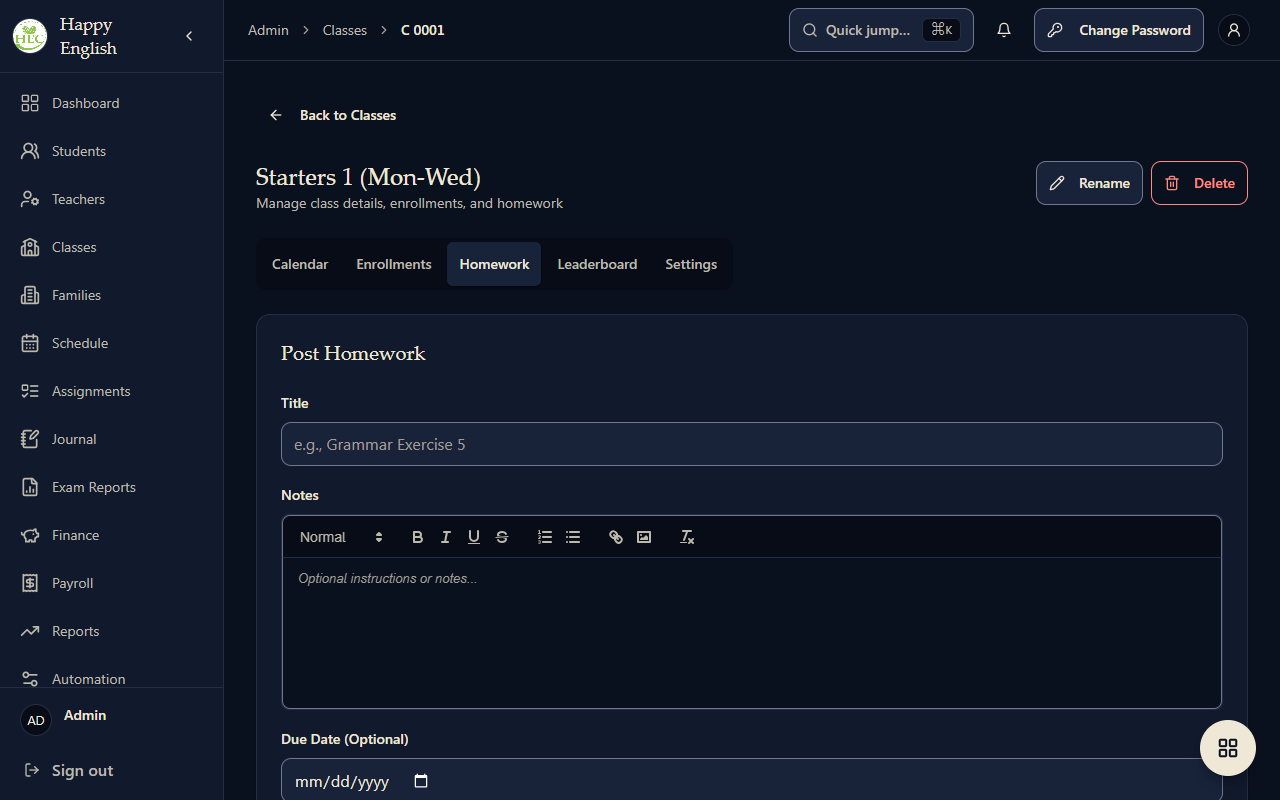 HEC
Happy
English
Dashboard
Students
Teachers
Classes
Families
Schedule
Assignments
Journal
Exam Reports
Finance
Payroll
Reports
Automation
AD
Admin
Sign out
Admin
Classes
C 0001
Quick jump...
⌘K
Change Password
Back to Classes
Starters 1 (Mon-Wed)
Manage class details, enrollments, and homework
Rename
Delete
Calendar
Enrollments
Homework
Leaderboard
Settings
Post Homework
Title
e.g., Grammar Exercise 5
Notes
Normal
Optional instructions or notes...
Due Date (Optional)
mm/dd/yyyy